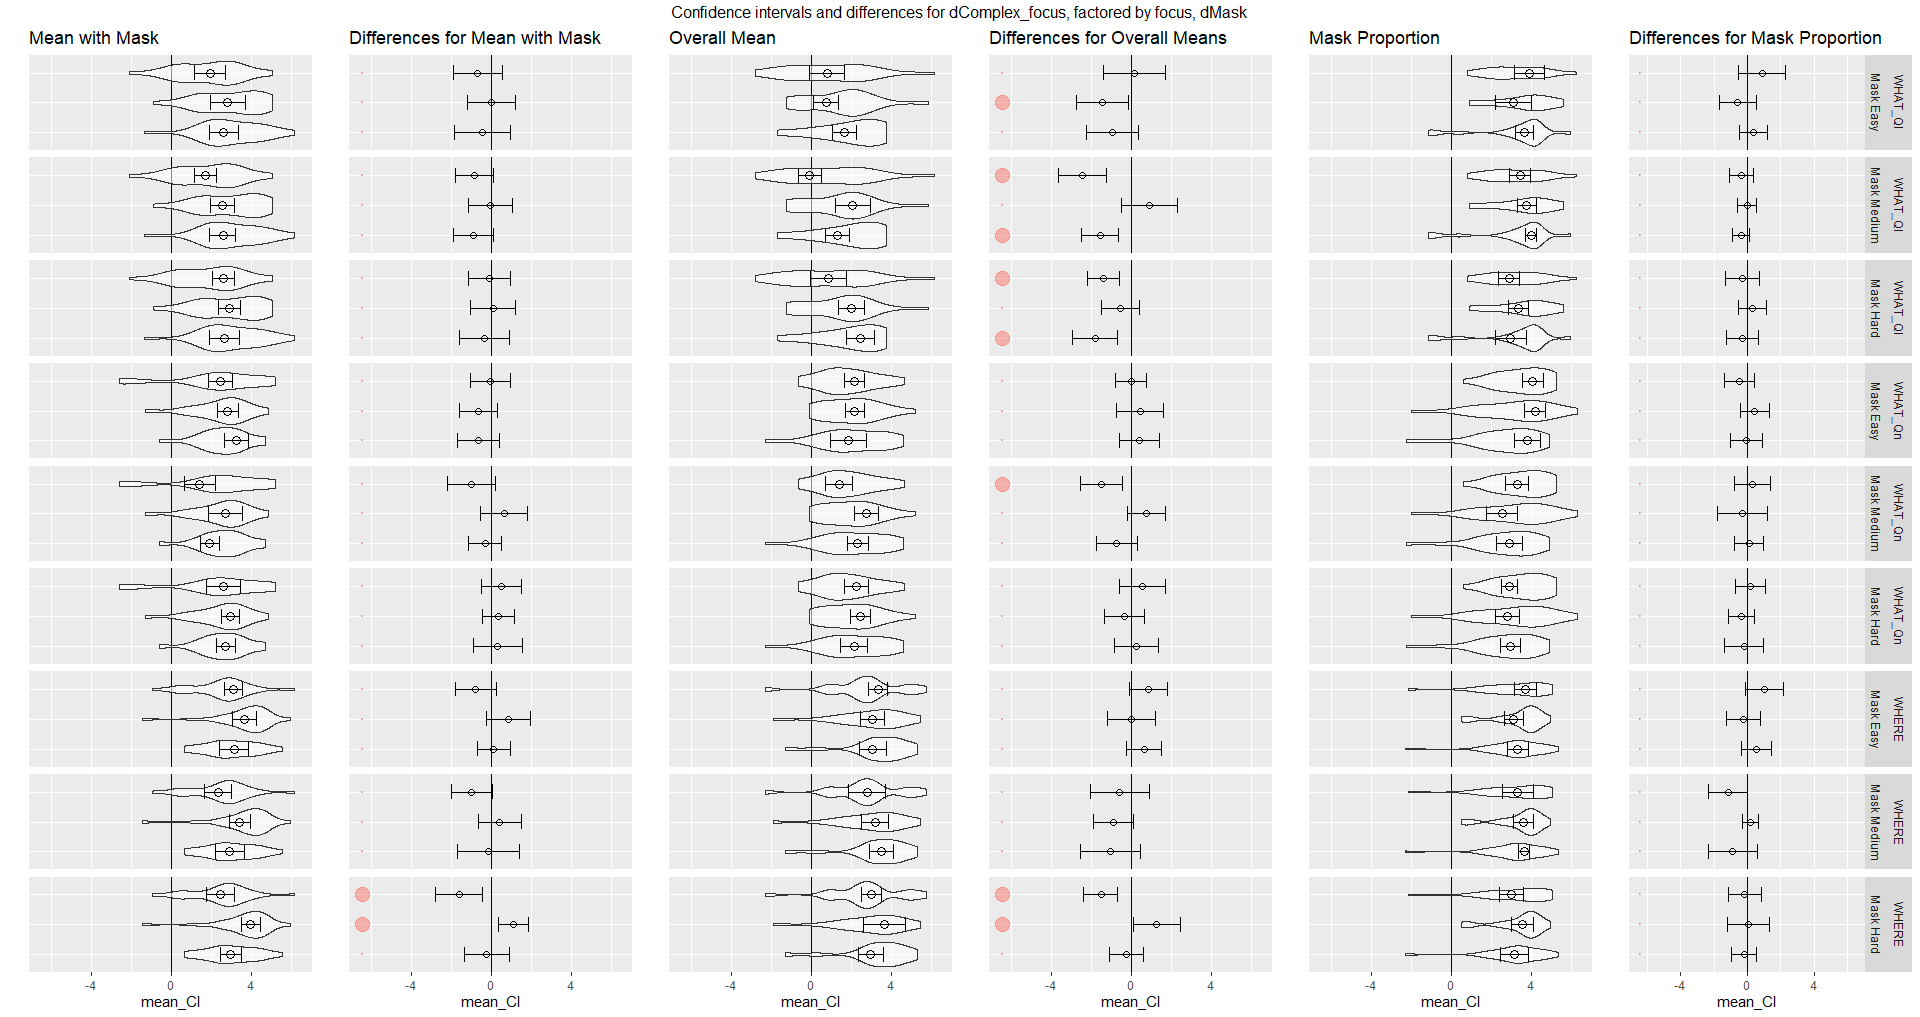 Confidence intervals and differences for dComplex_focus, factored by focus, dMask
Mean with Mask
Differences for Mean with Mask
Overall Mean
Differences for Overall Means
Mask Proportion
Differences for Mask Proportion
WHAT_Ql
Mask Easy
WHAT_Ql
Mask Medium
WHAT_Ql
Mask Hard
WHAT_Qn
Mask Easy
WHAT_Qn
Mask Medium
WHAT_Qn
Mask Hard
WHERE
Mask Easy
WHERE
Mask Medium
WHERE
Mask Hard
-4 0 4
-4 0 4
-4 0 4
-4 0 4
-4 0 4
-4 0 4
mean_CI
mean_CI
mean_CI
mean_CI
mean_CI
mean_CI